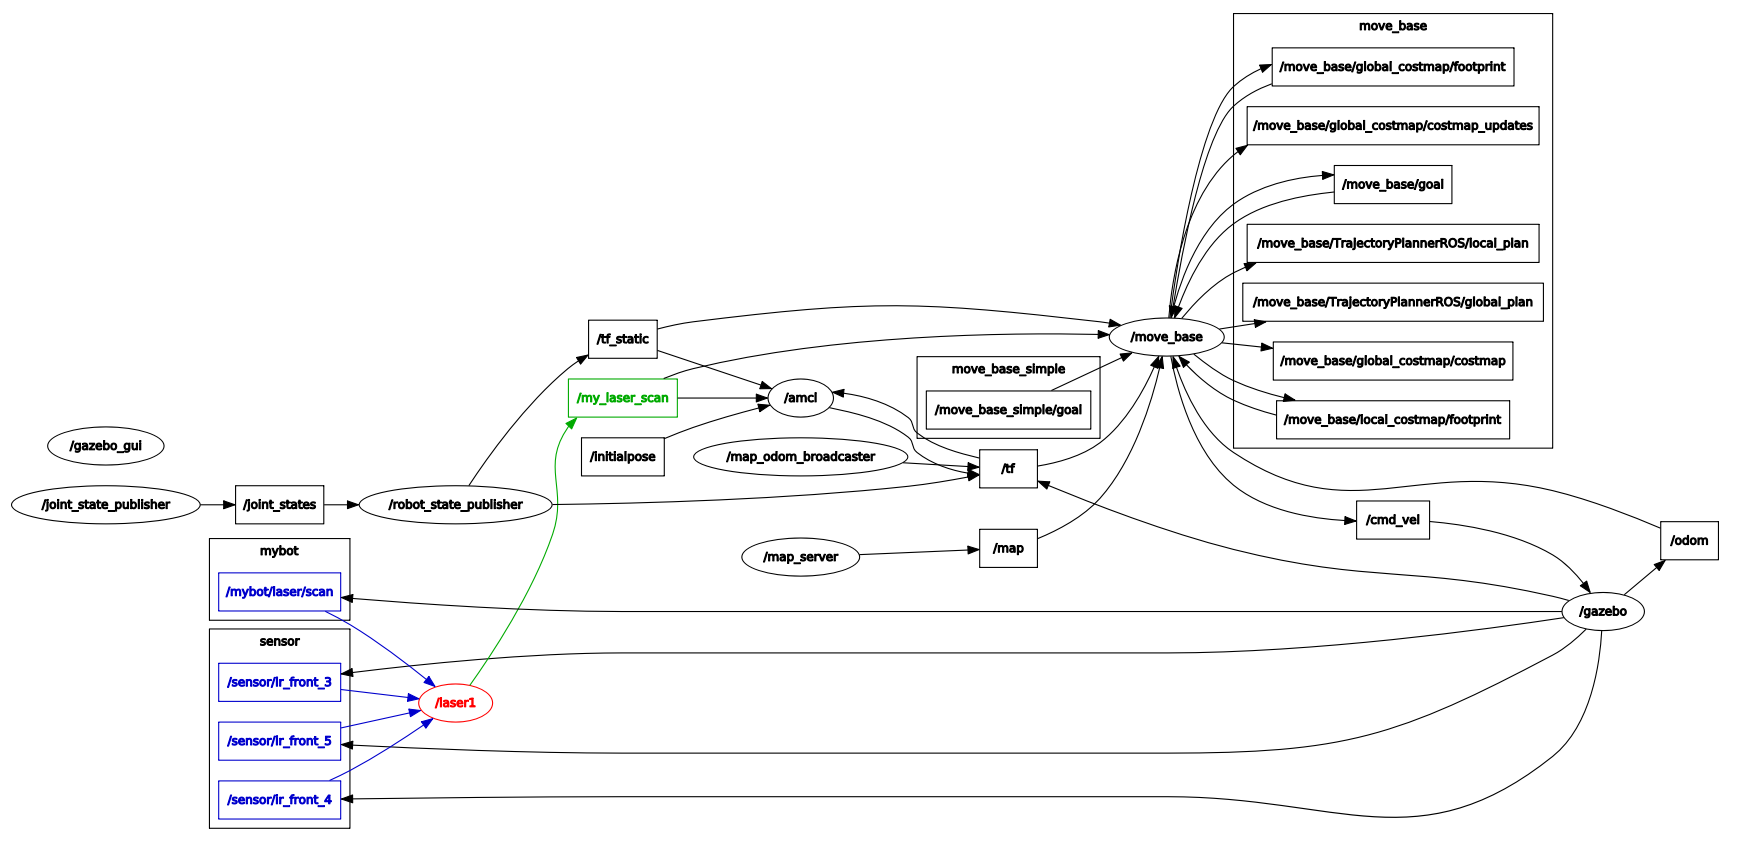 move_base
/move_base/global_costmap/footprint
/move_base/global_costmap/costmap_updates
/move_base/goal
/move_base/TrajectoryPlannerROS/local_plan
/move_base/TrajectoryPlannerROS/global_plan
/tf_static
/move_base
/move_base/global_costmap/costmap
move_base_simple
/my_laser_scan
/amcl
/move_base_simple/goal
/move_base/local_costmap/footprint
/gazebo_gui
/initialpose
/map_odom_broadcaster
/tf
/joint_state_publisher
/joint_states
/robot_state_publisher
/cmd_vel
/odom
mybot
/map_server
/map
/mybot/laser/scan
/gazebo
sensor
/sensor/ir_front_3
/laser1
/sensor/ir_front_5
/sensor/ir_front_4